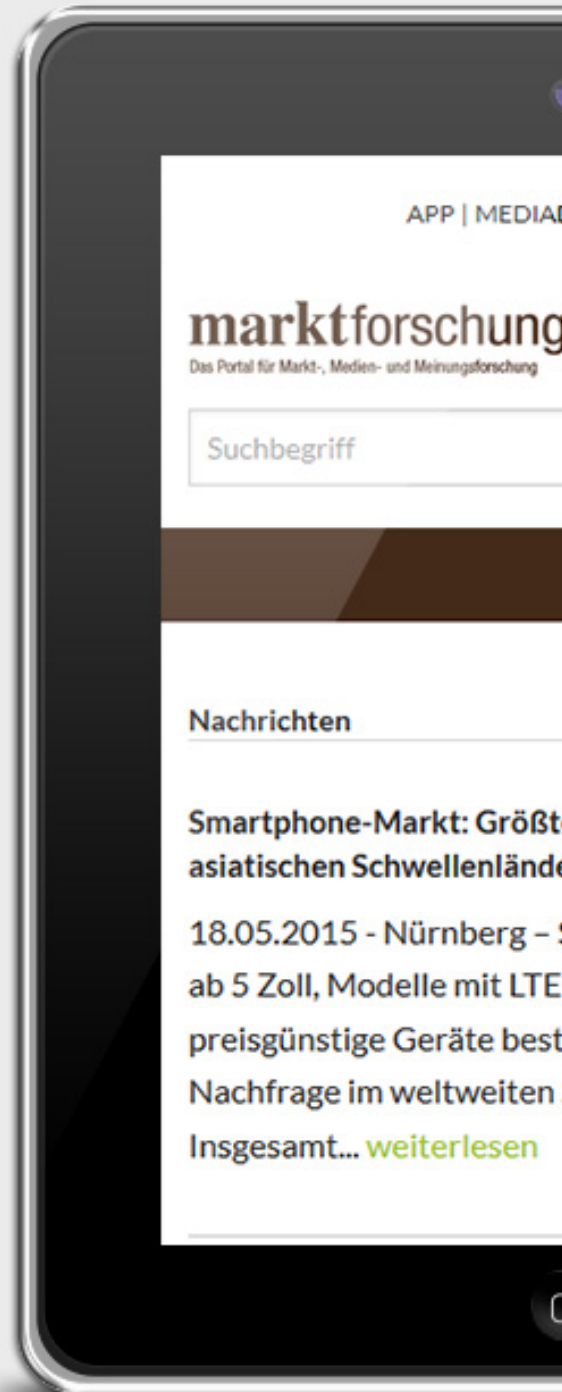 APP | MEDIAD
marktforschung
Das Portal für Markt-, Medien- und Meinungsforschung
Suchbegriff
Nachrichten
Smartphone-Markt: Größt
asiatischen Schwellenlände
18.05.2015 - Nürnberg –
ab 5 Zoll, Modelle mit LTE
preisgünstige Geräte best
Nachfrage im weltweiten
Insgesamt... weiterlesen